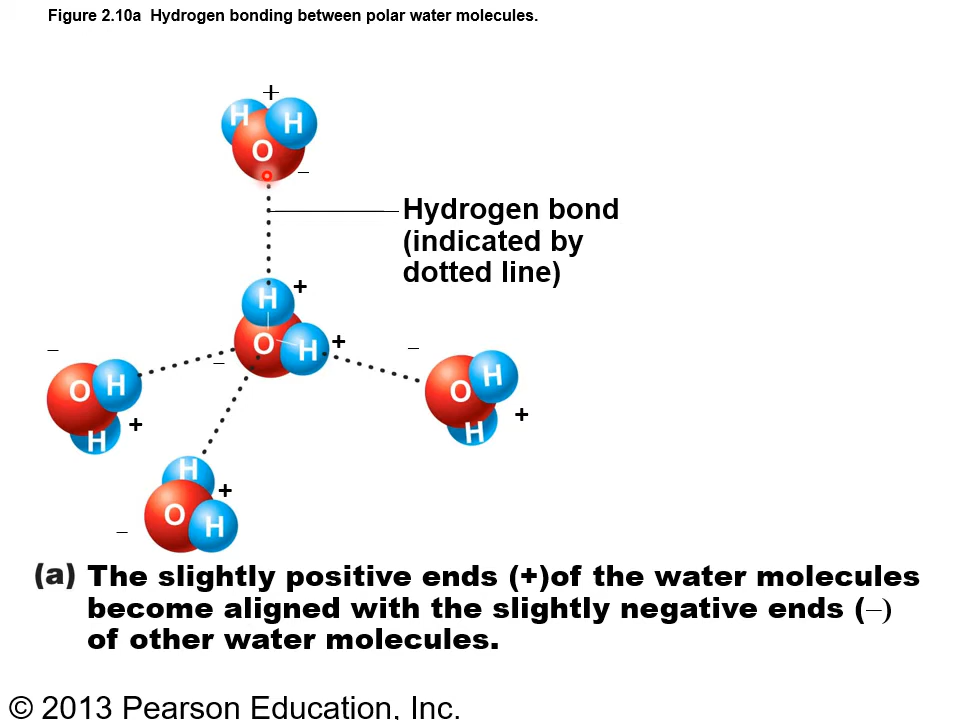 Figure 2.10a Hydrogen bonding between polar water molecules.
+
H
H
O
–
Hydrogen bond
(indicated by
dotted line)
H
+
O
H
+
–
–
–
O
H
H
+
O
H
H
+
H
+
O
H
–
(a) The slightly positive ends (+)of the water molecules
become aligned with the slightly negative ends (–)
of other water molecules.
© 2013 Pearson Education, Inc.